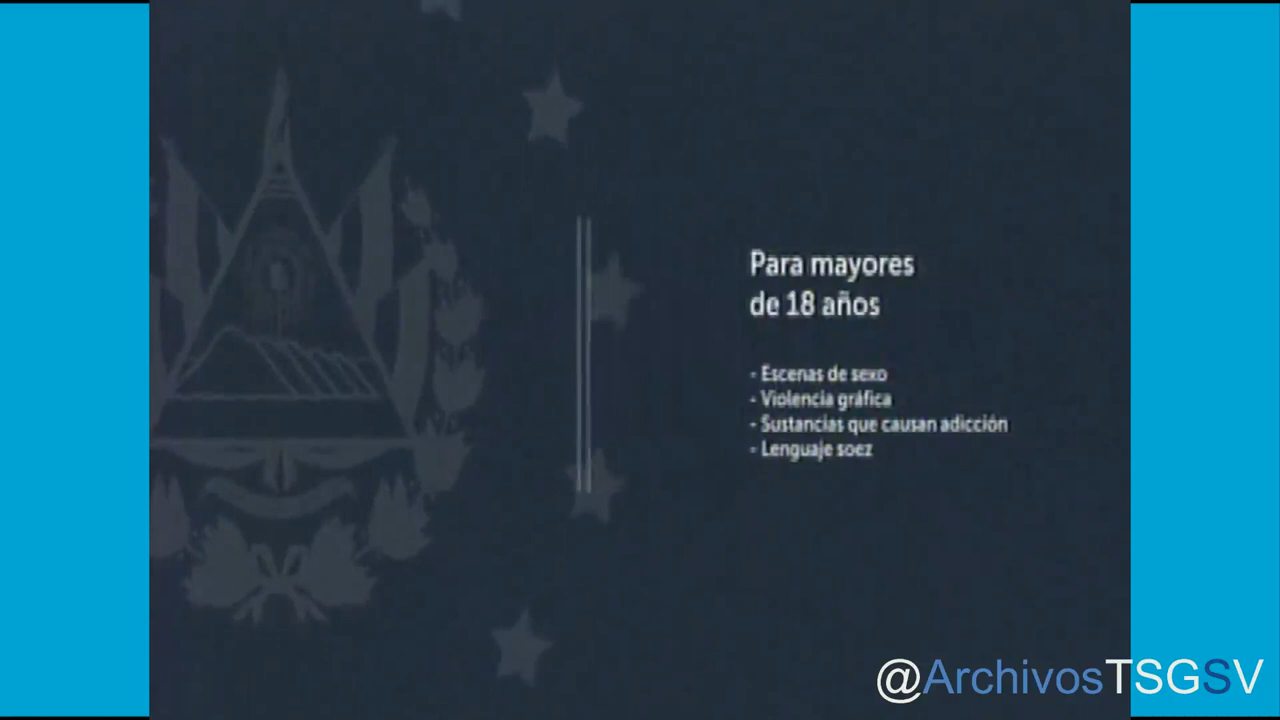 Para mayores
de 18 años
- Escenas de sexo
- Violencia gráfica
- Sustancias que causan adicción
- Lenguaje soez
@ArchivosTSGSV